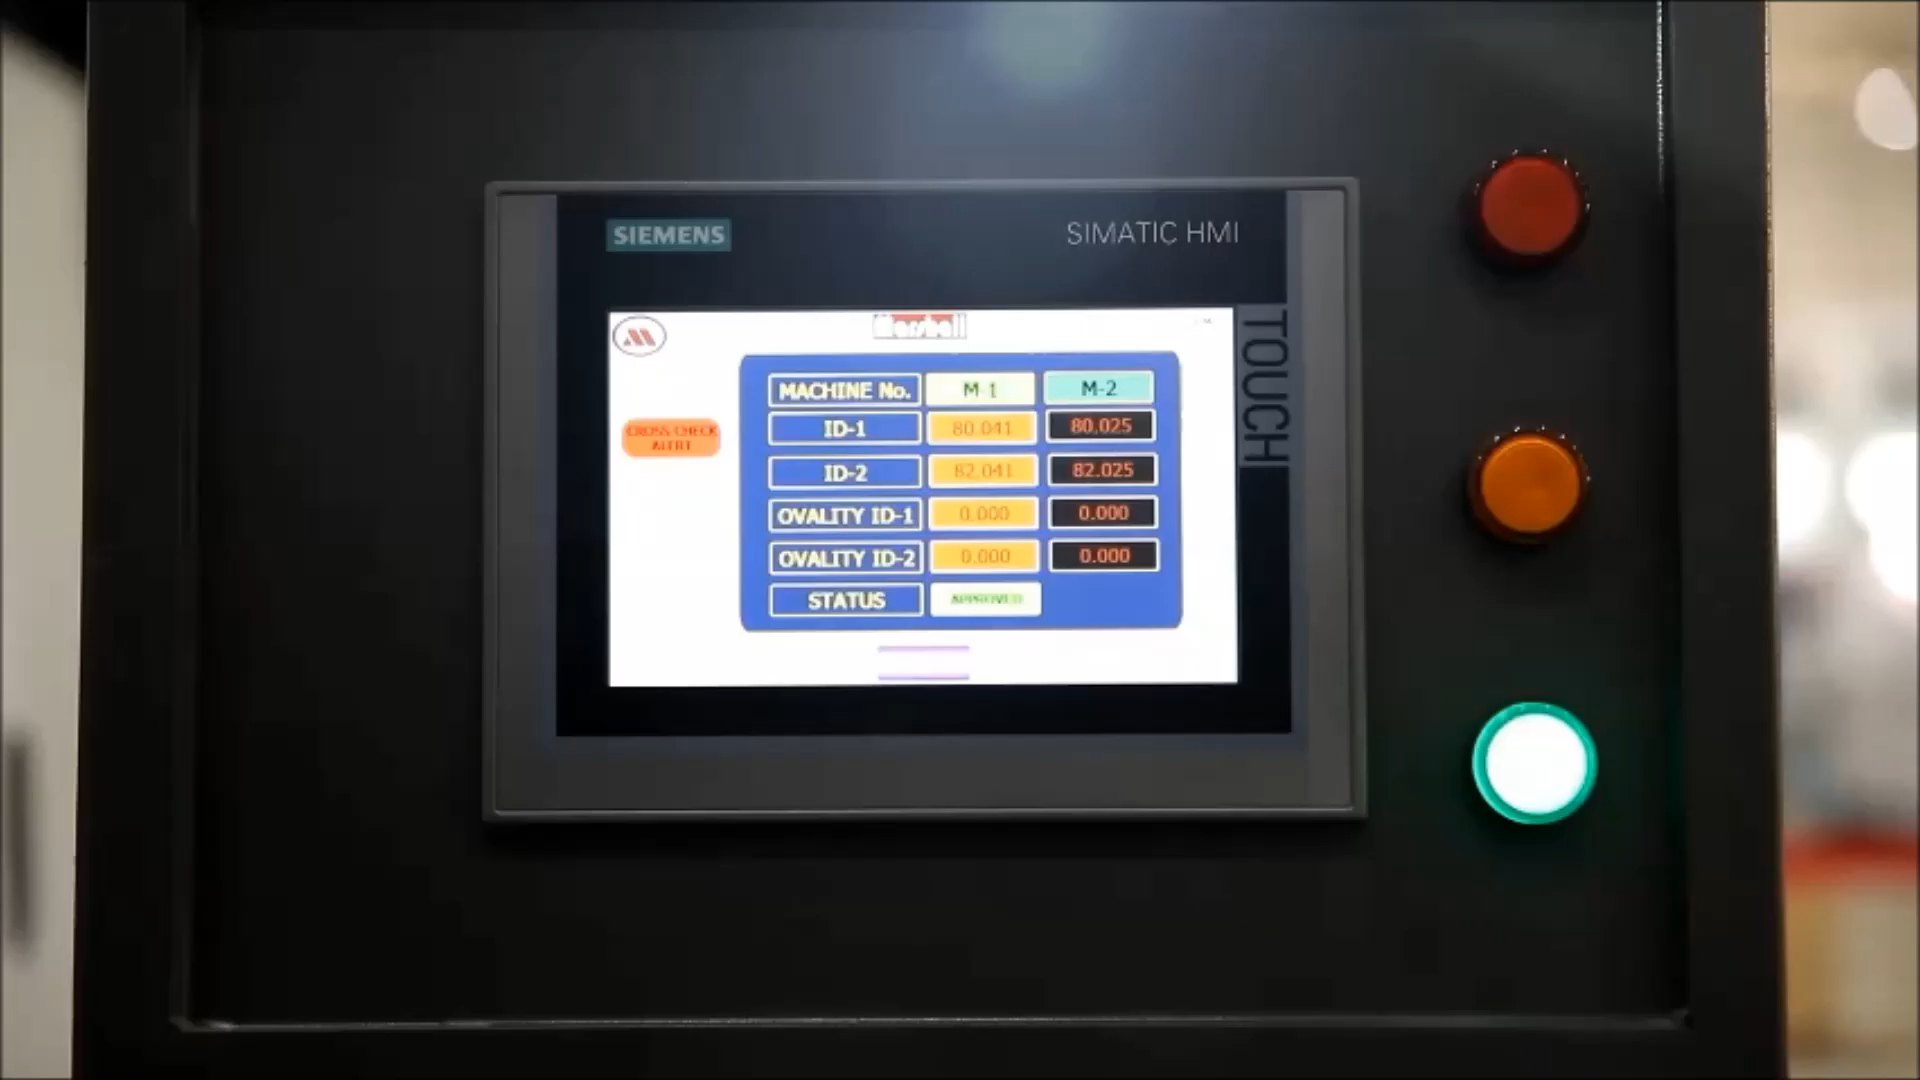 SIEMENS
SIMATIC HMI
TOUCH
Marshall
CROSS CHECK
ALERT
MACHINE No. M-1 M-2
ID-1 80.041 80.025
ID-2 82.041 82.025
OVALITY ID-1 0.000 0.000
OVALITY ID-2 0.000 0.000
STATUS APPROVED